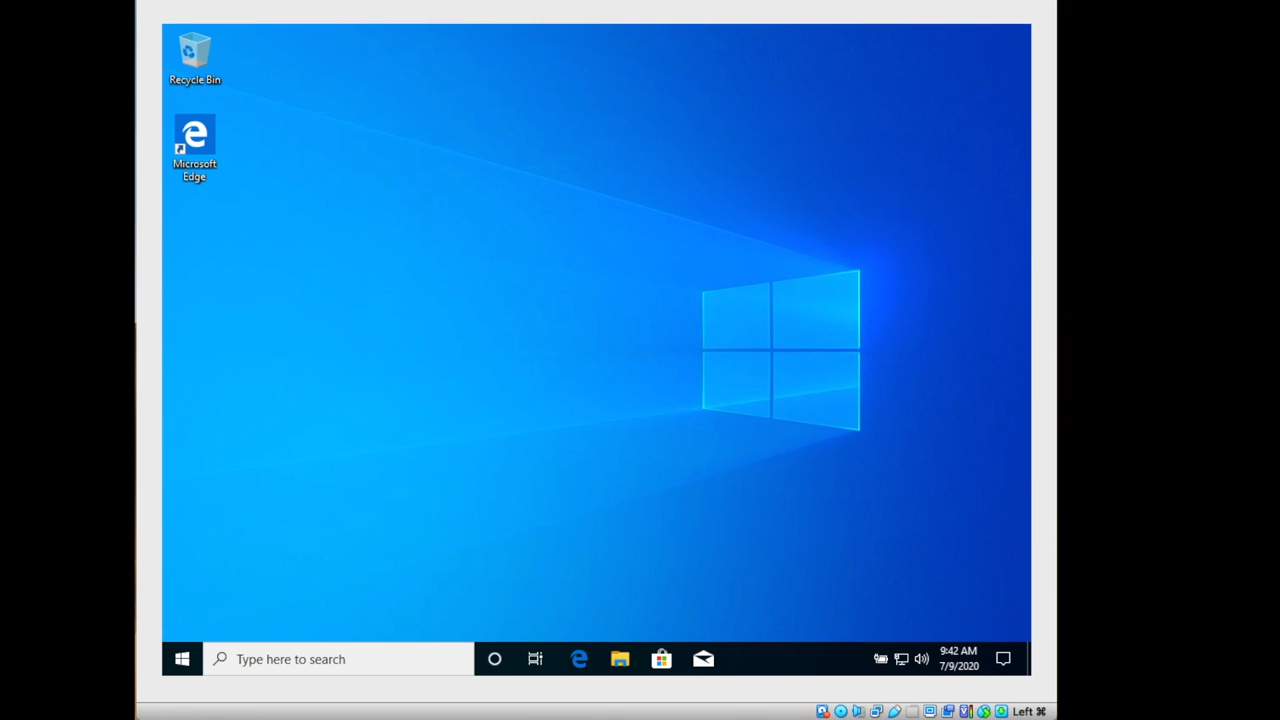 Recycle Bin
Microsoft
Edge
Type here to search
9:42 AM
7/9/2020
Left ⌘